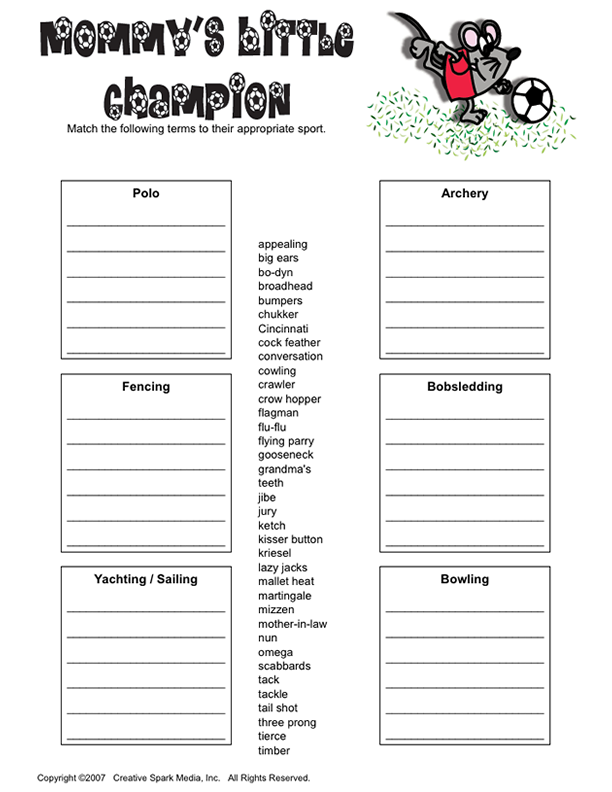 Mommy's Little
Champion
Match the following terms to their appropriate sport.
Polo
Archery
appealing
big ears
bo-dyn
broadhead
bumpers
chukker
Cincinnati
cock feather
conversation
cowling
crawler
crow hopper
flagman
flu-flu
flying parry
gooseneck
grandma's
teeth
jibe
jury
ketch
kisser button
kriesel
lazy jacks
mallet heat
martingale
mizzen
mother-in-law
nun
omega
scabbards
tack
tackle
tail shot
three prong
tierce
timber
Fencing
Bobsledding
Yachting / Sailing
Bowling
Copyright ©2007 Creative Spark Media, Inc. All Rights Reserved.